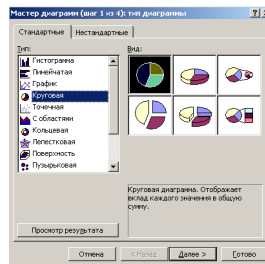 Мастер диаграмм (шаг 1 из 4): тип диаграммы
Стандартные
Нестандартные
Тип:
Гистограмма
Линейчатая
График
Круговая
Точечная
С областями
Кольцевая
Лепестковая
Поверхность
Пузырьковая
Вид:
Круговая диаграмма. Отображает
вклад каждого значения в общую
сумму.
Просмотр результата
Отмена
< Назад
Далее >
Готово